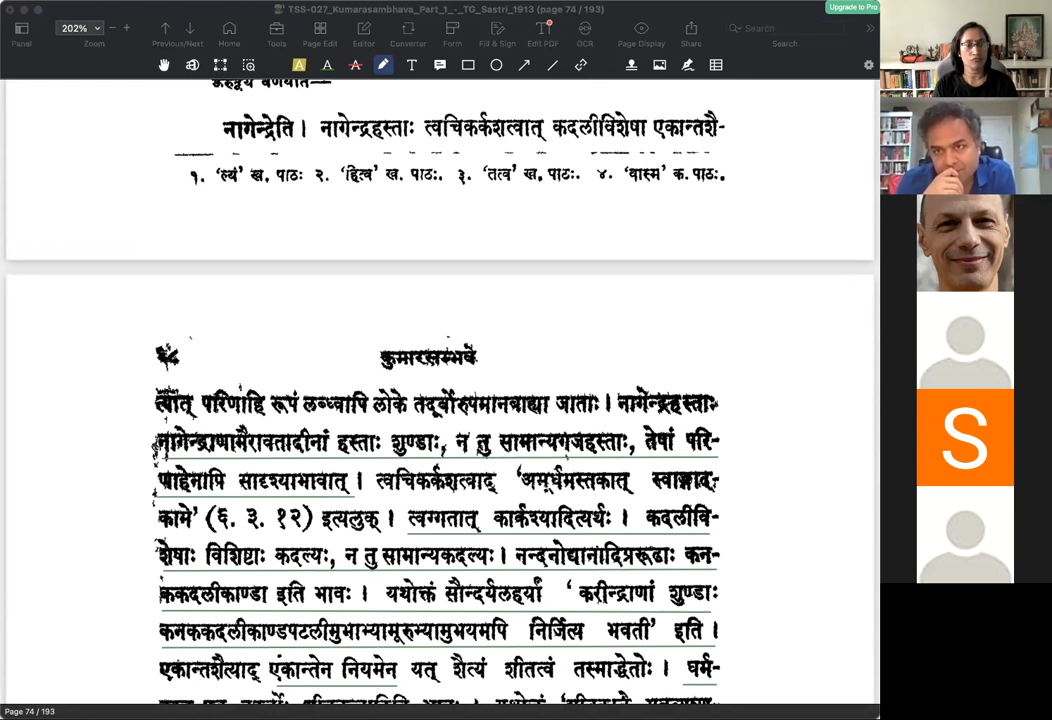 TSS-027_Kumarasambhava_Part_1_-_TG_Sastri_1913 (page 74 / 193)
Upgrade to Pro
202%
Panel Zoom Previous/Next Home Tools Page Edit Editor Converter Form Fill & Sign Edit PDF OCR Page Display Share Search
नागेन्द्रेति। नागेन्द्रहस्ताः त्वचिकर्कशत्वात् कदलीविशेषा एकान्तशै-
१. 'ल्यं' ख. पाठः २. 'द्वित्व' ख. पाठः. ३. 'तत्व' ख. पाठः. ४. 'यास्म' क. पाठः.
६८ कुमारसम्भवे
त्यात् परिणाहि रूपं लब्ध्वापि लोके तदूर्वोरुपमानबाह्या जाताः। नागेन्द्रहस्ताः
नागेन्द्राणामैरावतादीनां हस्ताः शुण्डाः, न तु सामान्यगजहस्ताः, तेषां परि-
णाहेनापि सादृश्याभावात्। त्वचिकर्कशत्वाद् 'अमूर्धमस्तकात् स्वाङ्गाद-
कामे' (६. ३. १२) इत्यलुक्। त्वग्गतात् कार्कश्यादित्यर्थः। कदलीवि-
शेषाः विशिष्टाः कदल्यः, न तु सामान्यकदल्यः। नन्दनोद्यानादिप्ररूढाः कन-
ककदलीकाण्डा इति भावः। यथोक्तं सौन्दर्यलहर्यां 'करीन्द्राणां शुण्डाः
कनककदलीकाण्डपटलीमुभाभ्यामूरुभ्यामुभयमपि निर्जित्य भवती' इति।
एकान्तशैत्याद् एकान्तेन नियमेन यत् शैत्यं शीतत्वं तस्माद्धेतोः। घर्म-
Page 74 / 193
S